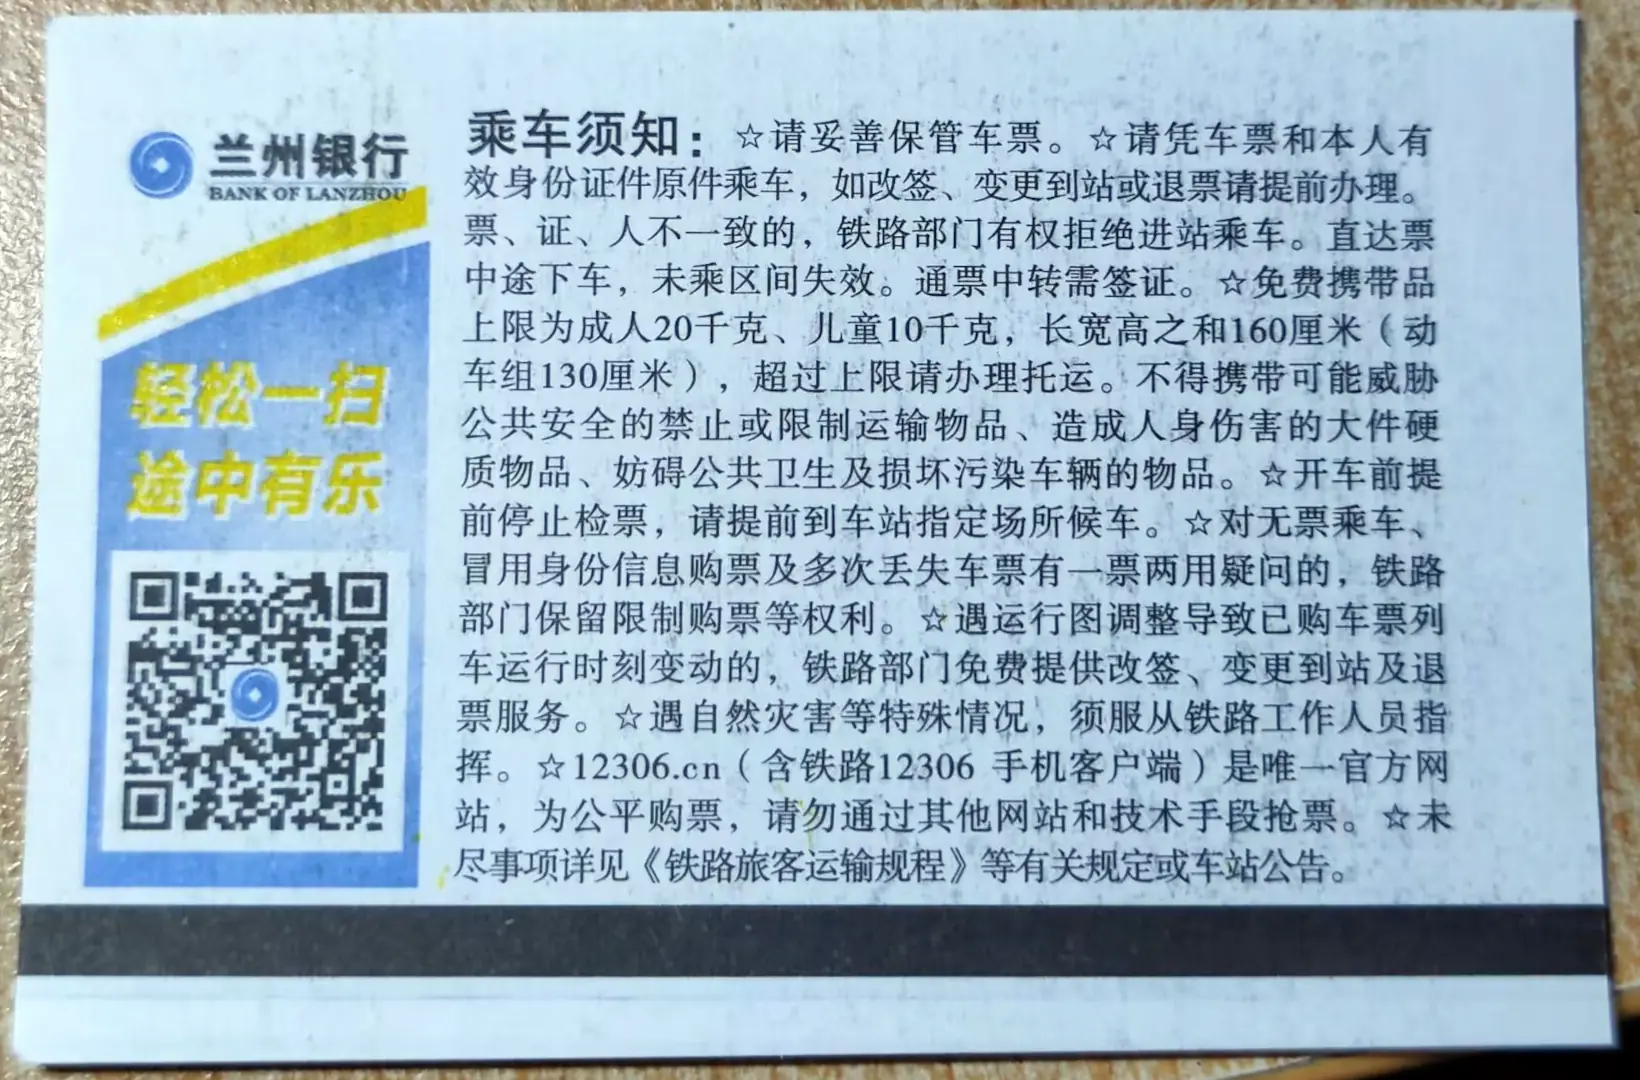 兰州银行
BANK OF LANZHOU
轻松一扫
途中有乐
乘车须知：☆请妥善保管车票。☆请凭车票和本人有
效身份证件原件乘车，如改签、变更到站或退票请提前办理。
票、证、人不一致的，铁路部门有权拒绝进站乘车。直达票
中途下车，未乘区间失效。通票中转需签证。☆免费携带品
上限为成人20千克、儿童10千克，长宽高之和160厘米（动
车组130厘米），超过上限请办理托运。不得携带可能威胁
公共安全的禁止或限制运输物品、造成人身伤害的大件硬
质物品、妨碍公共卫生及损坏污染车辆的物品。☆开车前提
前停止检票，请提前到车站指定场所候车。☆对无票乘车、
冒用身份信息购票及多次丢失车票有一票两用疑问的，铁路
部门保留限制购票等权利。☆遇运行图调整导致已购车票列
车运行时刻变动的，铁路部门免费提供改签、变更到站及退
票服务。☆遇自然灾害等特殊情况，须服从铁路工作人员指
挥。☆12306.cn（含铁路12306 手机客户端）是唯一官方网
站，为公平购票，请勿通过其他网站和技术手段抢票。☆未
尽事项详见《铁路旅客运输规程》等有关规定或车站公告。